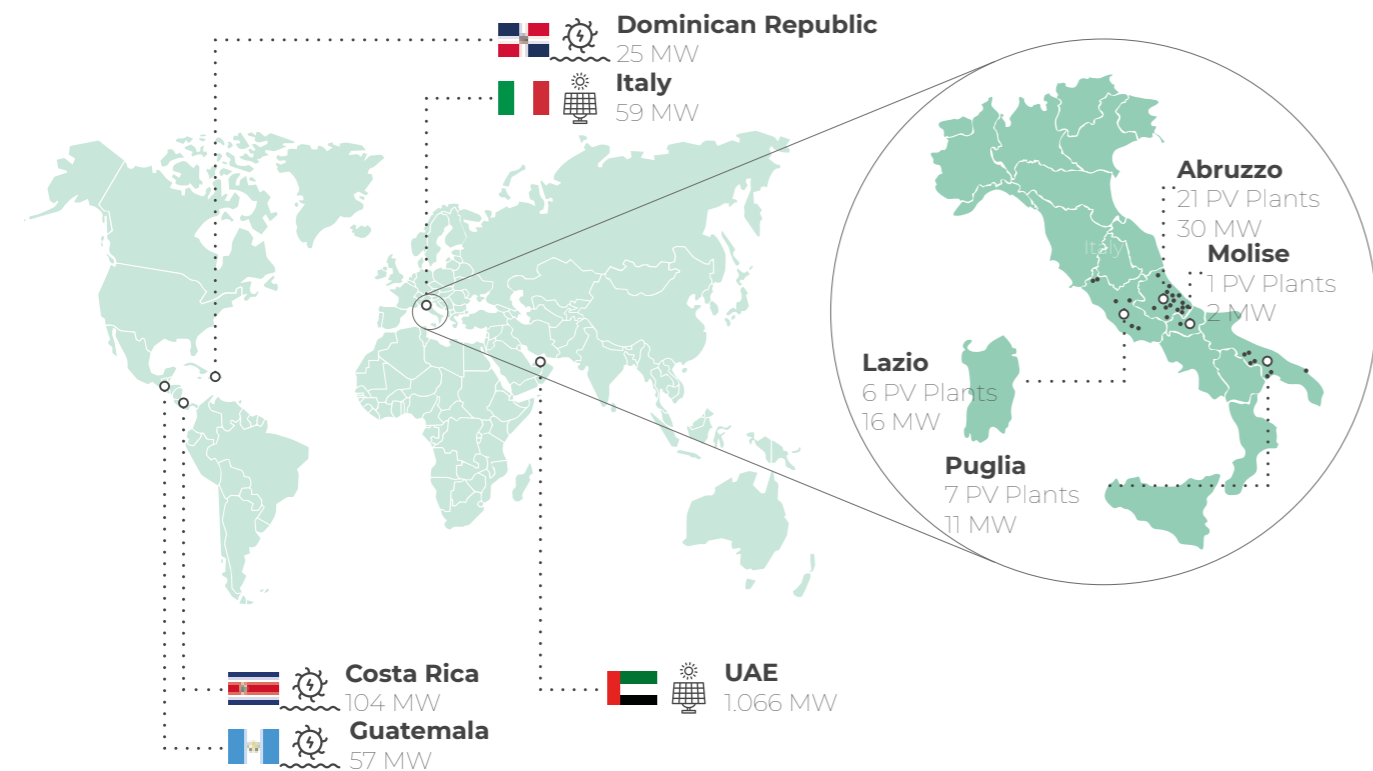 Dominican Republic
25 MW
Italy
59 MW
Abruzzo
21 PV Plants
30 MW
Molise
1 PV Plants
2 MW
Italy
Lazio
6 PV Plants
16 MW
Puglia
7 PV Plants
11 MW
Costa Rica
104 MW
Guatemala
57 MW
UAE
1.066 MW